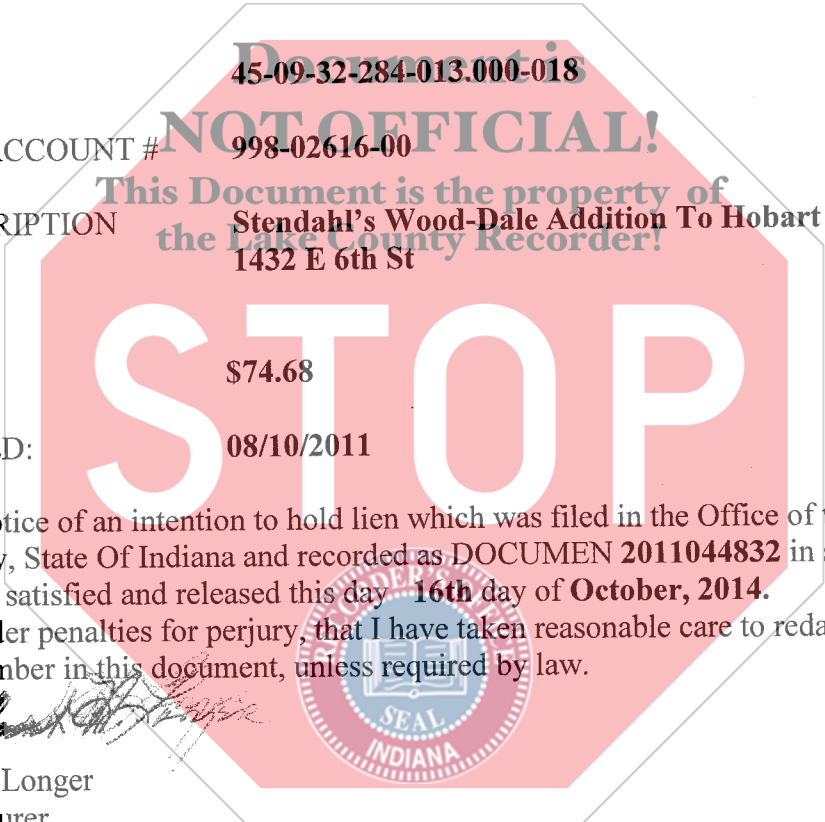 Document is
45-09-32-284-013.000-018
NOT OFFICIAL!
CCOUNT # 998-02616-00
This Document is the property of
RIPTION Stendahl's Wood-Dale Addition To Hobart
the Lake County Recorder!
1432 E 6th St
STOP
$74.68
D: 08/10/2011
tice of an intention to hold lien which was filed in the Office of
y, State Of Indiana and recorded as DOCUMEN 2011044832 in
satisfied and released this day 16th day of October, 2014.
der penalties for perjury, that I have taken reasonable care to reda
mber in this document, unless required by law.
SEAL
INDIANA
Longer
urer